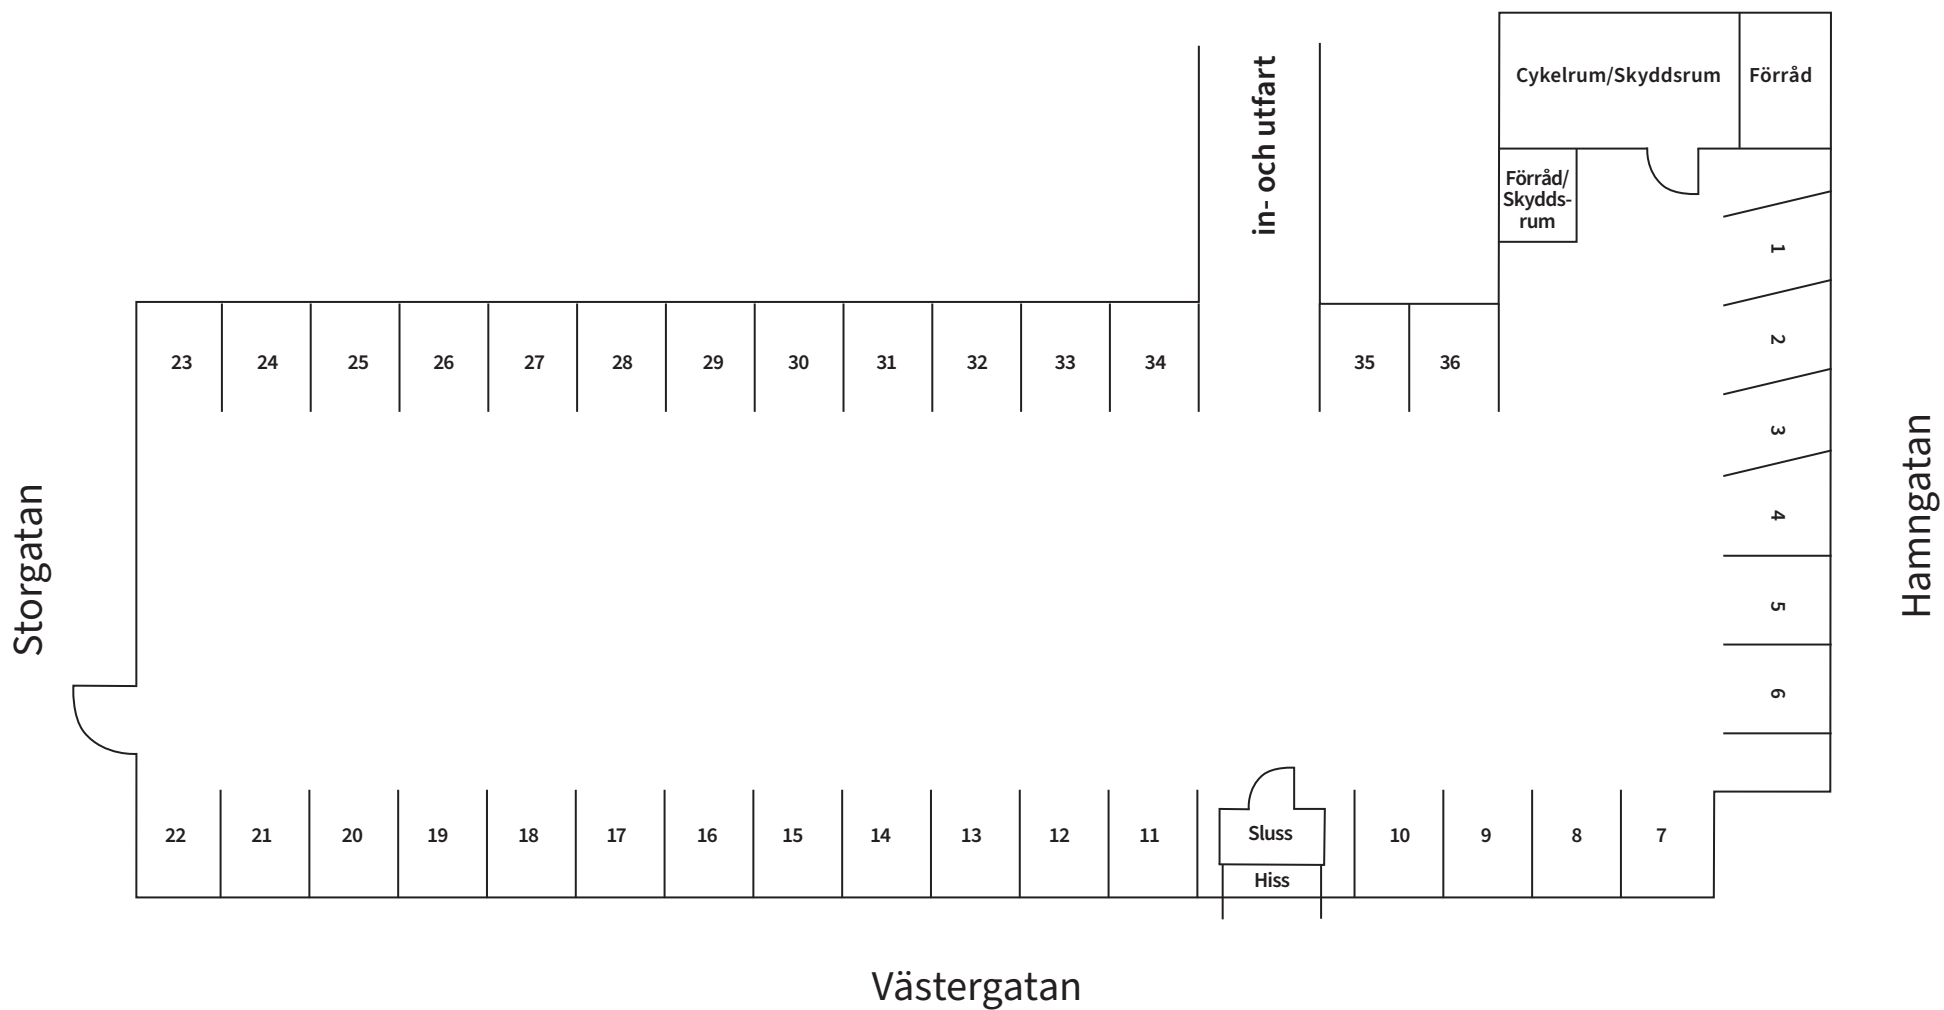 Cykelrum/Skyddsrum Förråd
in- och utfart
Förråd/
Skydds-
rum
1
2
3
4
5
6
23 24 25 26 27 28 29 30 31 32 33 34 35 36
Storgatan
Hamngatan
22 21 20 19 18 17 16 15 14 13 12 11 Sluss 10 9 8 7
Hiss
Västergatan